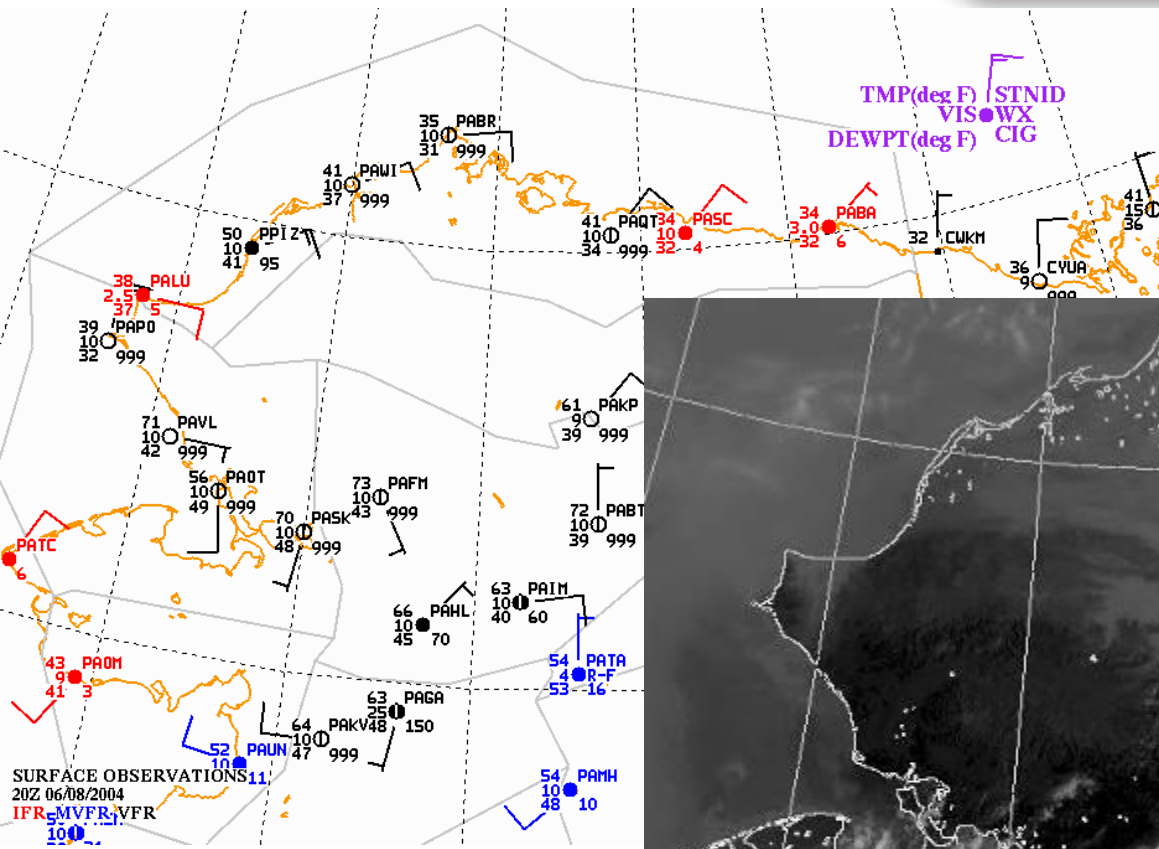 TMP(deg F) STNID
VIS WX
DEWPT(deg F) CIG
35 PABR
10
31 999
41 PAWI
10
37 999
50 PPIZ
10
41 95
38 PALU
2.5
37 5
39 PAPO
10
32 999
41 PAQT
10
34 999
34 PASC
10
32 4
34 PABA
3.0
32 6
32 CWKM
36 CYUA
9
999
41
15
36
71 PAVL
10
42 999
56 PAOT
10
49 999
73 PAFM
10
43 999
70 PASK
10
48 999
61 PAKP
9
39 999
72 PABT
10
39 999
PATC
6
66 PAHL
10
45 70
63 PAIM
10
40 60
54 PATA
4 R-F
53 16
43 PAOM
9
41 3
63 PAGA
25
48 150
64 PAKV
10
47 999
52 PAUN
10
11
54 PAMH
10
48 10
SURFACE OBSERVATIONS
20Z 06/08/2004
IFR MVFR VFR
10